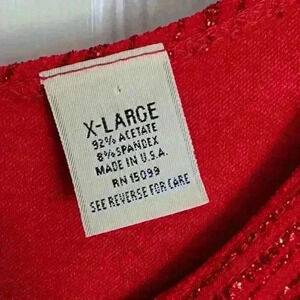 X-LARGE
92% ACETATE
8% SPANDEX
MADE IN U.S.A.
RN 15099
SEE REVERSE FOR CARE